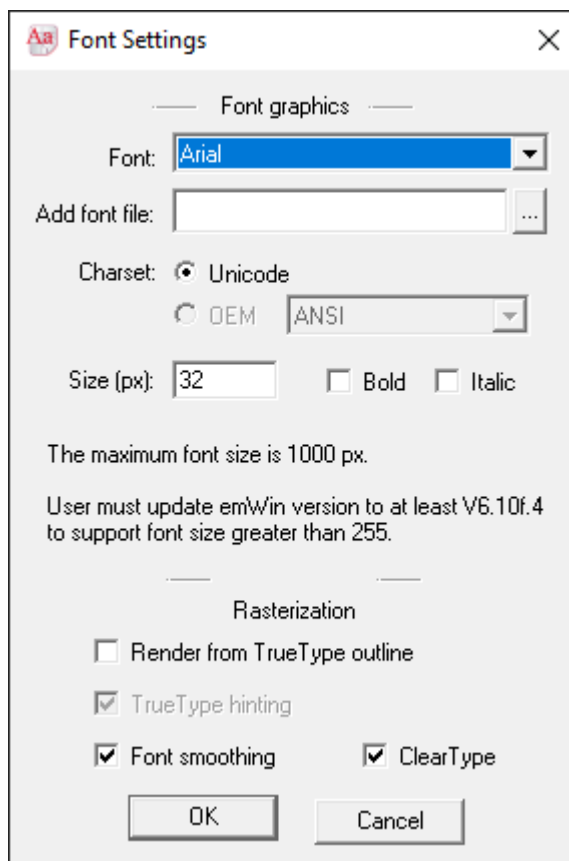 Aa Font Settings
Font graphics
Font: Arial
Add font file: ...
Charset: Unicode
OEM ANSI
Size (px): 32 Bold Italic
The maximum font size is 1000 px.
User must update emWin version to at least V6.10f.4
to support font size greater than 255.
Rasterization
Render from TrueType outline
TrueType hinting
Font smoothing ClearType
OK Cancel